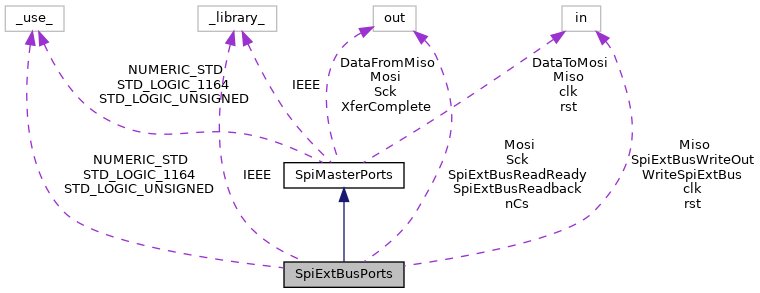 _use_
_library_
out
in
NUMERIC_STD
STD_LOGIC_1164
STD_LOGIC_UNSIGNED
IEEE
DataFromMiso
Mosi
Sck
XferComplete
DataToMosi
Miso
clk
rst
SpiMasterPorts
NUMERIC_STD
STD_LOGIC_1164
STD_LOGIC_UNSIGNED
IEEE
Mosi
Sck
SpiExtBusReadReady
SpiExtBusReadback
nCs
Miso
SpiExtBusWriteOut
WriteSpiExtBus
clk
rst
SpiExtBusPorts